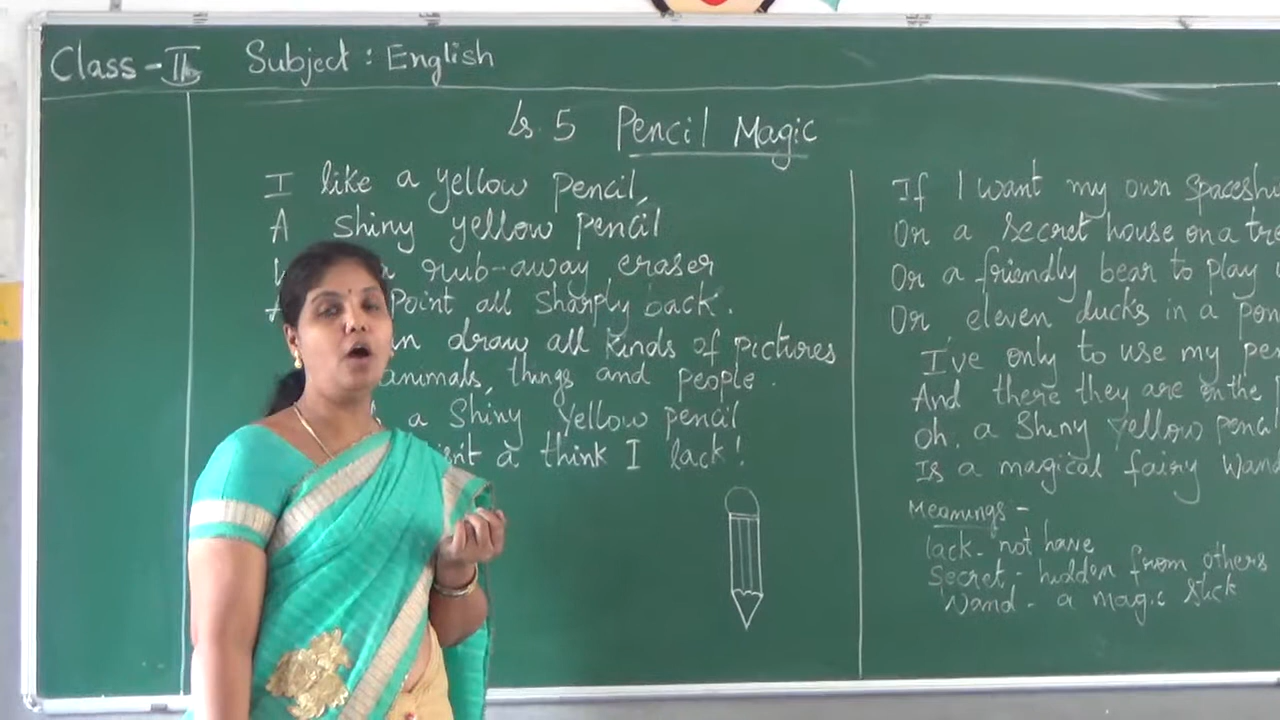 Class-II Subject: English
Ls. 5 Pencil Magic
I like a yellow pencil,
A shiny yellow pencil
rub-away eraser
Point all sharply back.
draw all kinds of pictures
animals, things and people.
a shiny yellow pencil
a think I lack!
If I want my own
Or a secret house on a
Or a friendly bear to play
Or eleven ducks in a
I've only to use my
And there they are on the
Oh. a shiny yellow
Is a magical fairy
Meanings -
lack - not have
Secret - hidden from others
Wand - a magic stick